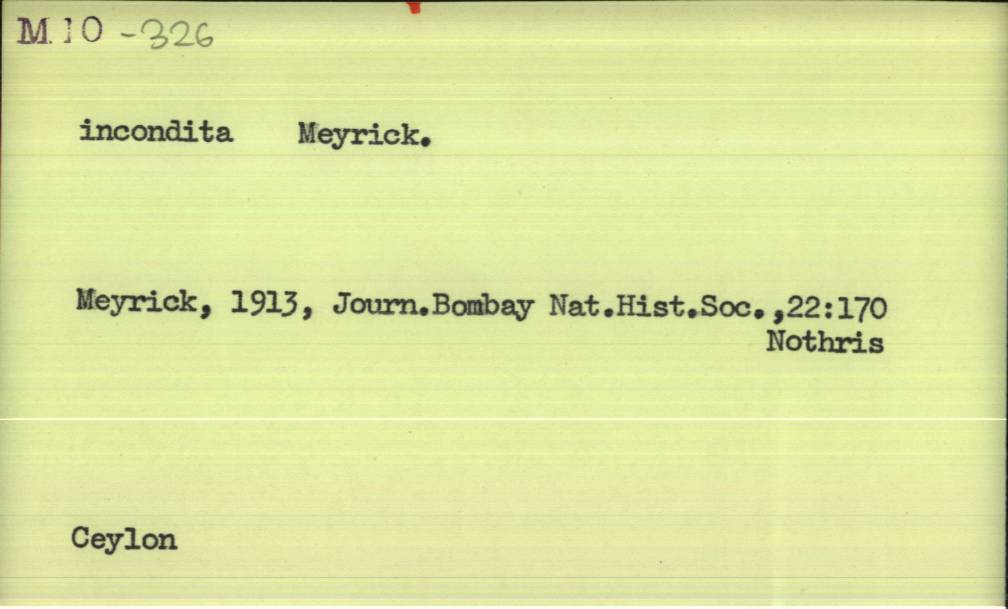 M.10 -326
incondita Meyrick.
Meyrick, 1913, Journ.Bombay Nat.Hist.Soc.,22:170
Nothris
Ceylon